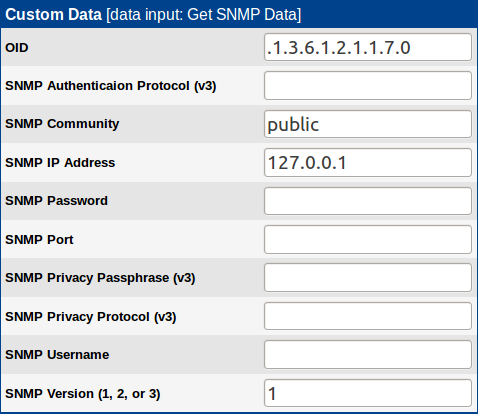 Custom Data [data input: Get SNMP Data]
OID .1.3.6.1.2.1.1.7.0
SNMP Authenticaion Protocol (v3)
SNMP Community public
SNMP IP Address 127.0.0.1
SNMP Password
SNMP Port
SNMP Privacy Passphrase (v3)
SNMP Privacy Protocol (v3)
SNMP Username
SNMP Version (1, 2, or 3) 1